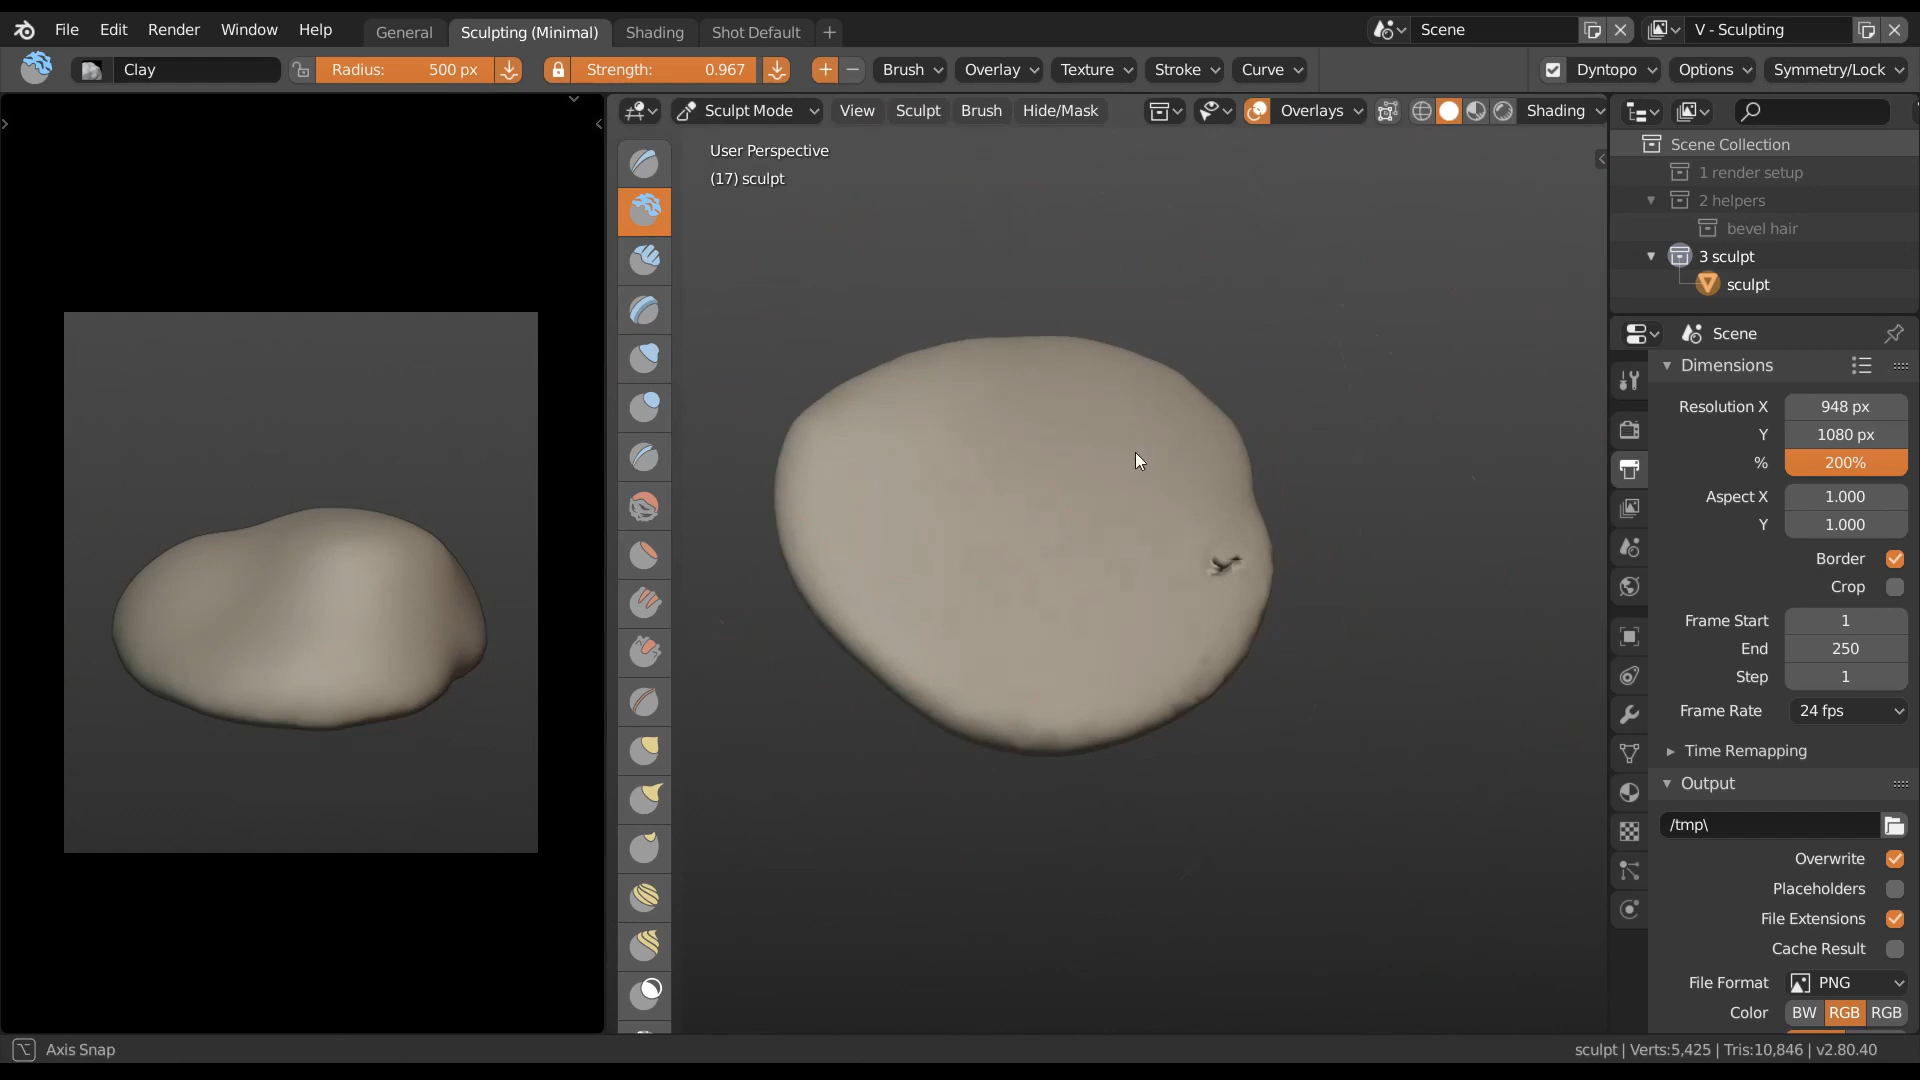 File Edit Render Window Help General Sculpting (Minimal) Shading Shot Default + Scene V - Sculpting
Clay Radius: 500 px Strength: 0.967 Brush Overlay Texture Stroke Curve Dyntopo Options Symmetry/Lock
Sculpt Mode View Sculpt Brush Hide/Mask Overlays Shading
User Perspective
(17) sculpt
Scene Collection
1 render setup
2 helpers
bevel hair
3 sculpt
sculpt
Scene
Dimensions
Resolution X 948 px
Y 1080 px
% 200%
Aspect X 1.000
Y 1.000
Border
Crop
Frame Start 1
End 250
Step 1
Frame Rate 24 fps
Time Remapping
Output
/tmp\
Overwrite
Placeholders
File Extensions
Cache Result
File Format PNG
Color BW RGB RGB
Axis Snap sculpt | Verts:5,425 | Tris:10,846 | v2.80.40